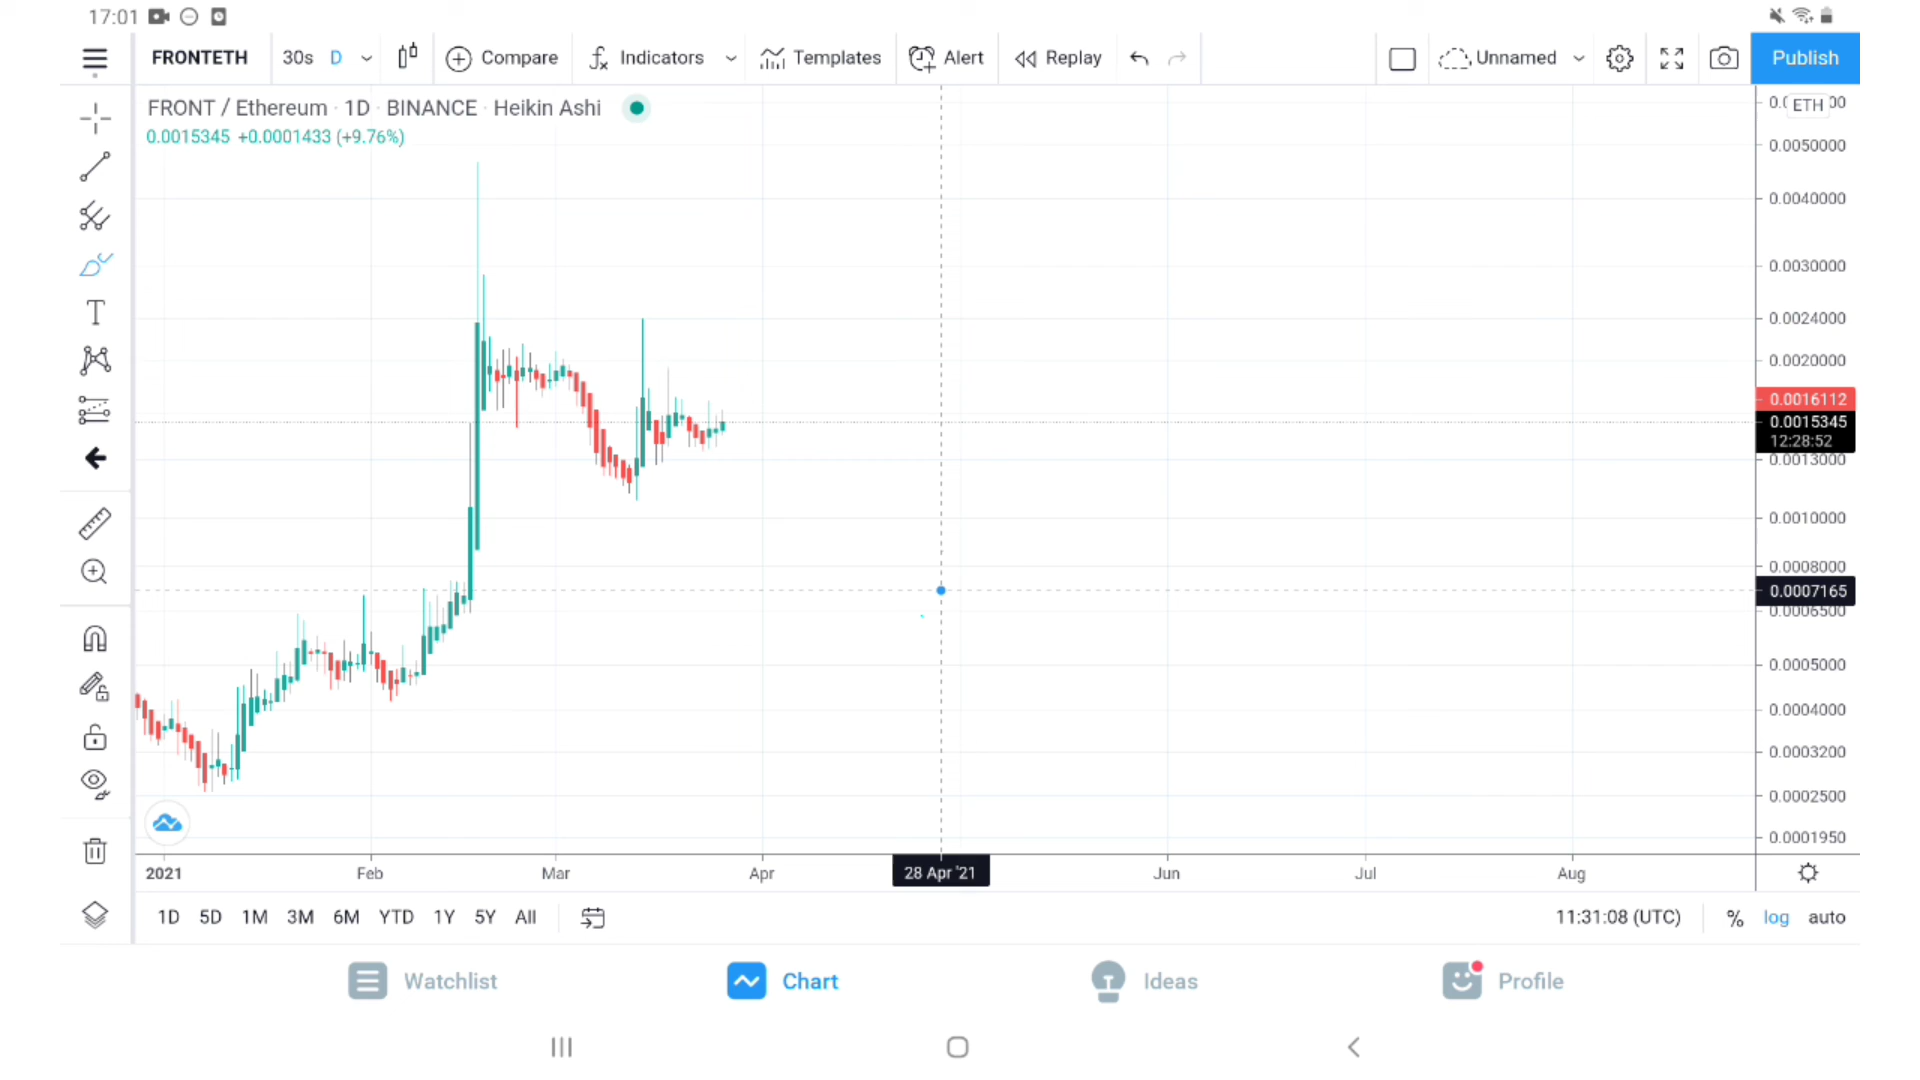 17:01
FRONTETH 30s D Compare Indicators Templates Alert Replay Unnamed Publish
FRONT / Ethereum · 1D · BINANCE · Heikin Ashi
0.0015345 +0.0001433 (+9.76%)
ETH
0.0050000
0.0040000
0.0030000
0.0024000
0.0020000
0.0016112
0.0015345
12:28:52
0.0013000
0.0010000
0.0008000
0.0007165
0.0006500
0.0005000
0.0004000
0.0003200
0.0002500
0.0001950
2021 Feb Mar Apr 28 Apr '21 Jun Jul Aug
1D 5D 1M 3M 6M YTD 1Y 5Y All 11:31:08 (UTC) % log auto
Watchlist Chart Ideas Profile